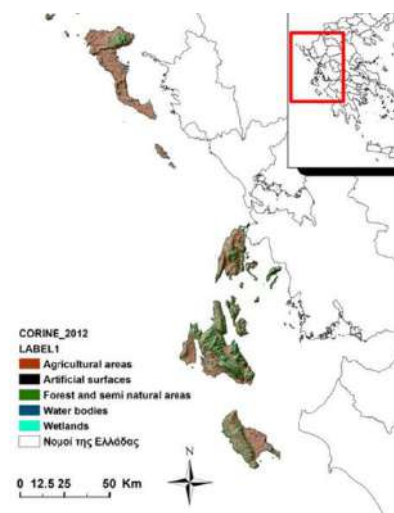 CORINE_2012
LABEL1
Agricultural areas
Artificial surfaces
Forest and semi natural areas
Water bodies
Wetlands
Νομοί της Ελλάδας
0 12.5 25 50 Km
N